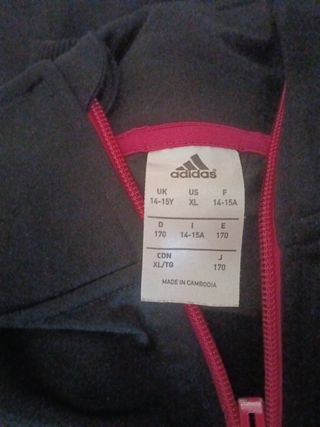 adidas
UK US F
14-15Y XL 14-15A
D I E
170 14-15A 170
CDN J
XL/TG 170
MADE IN CAMBODIA